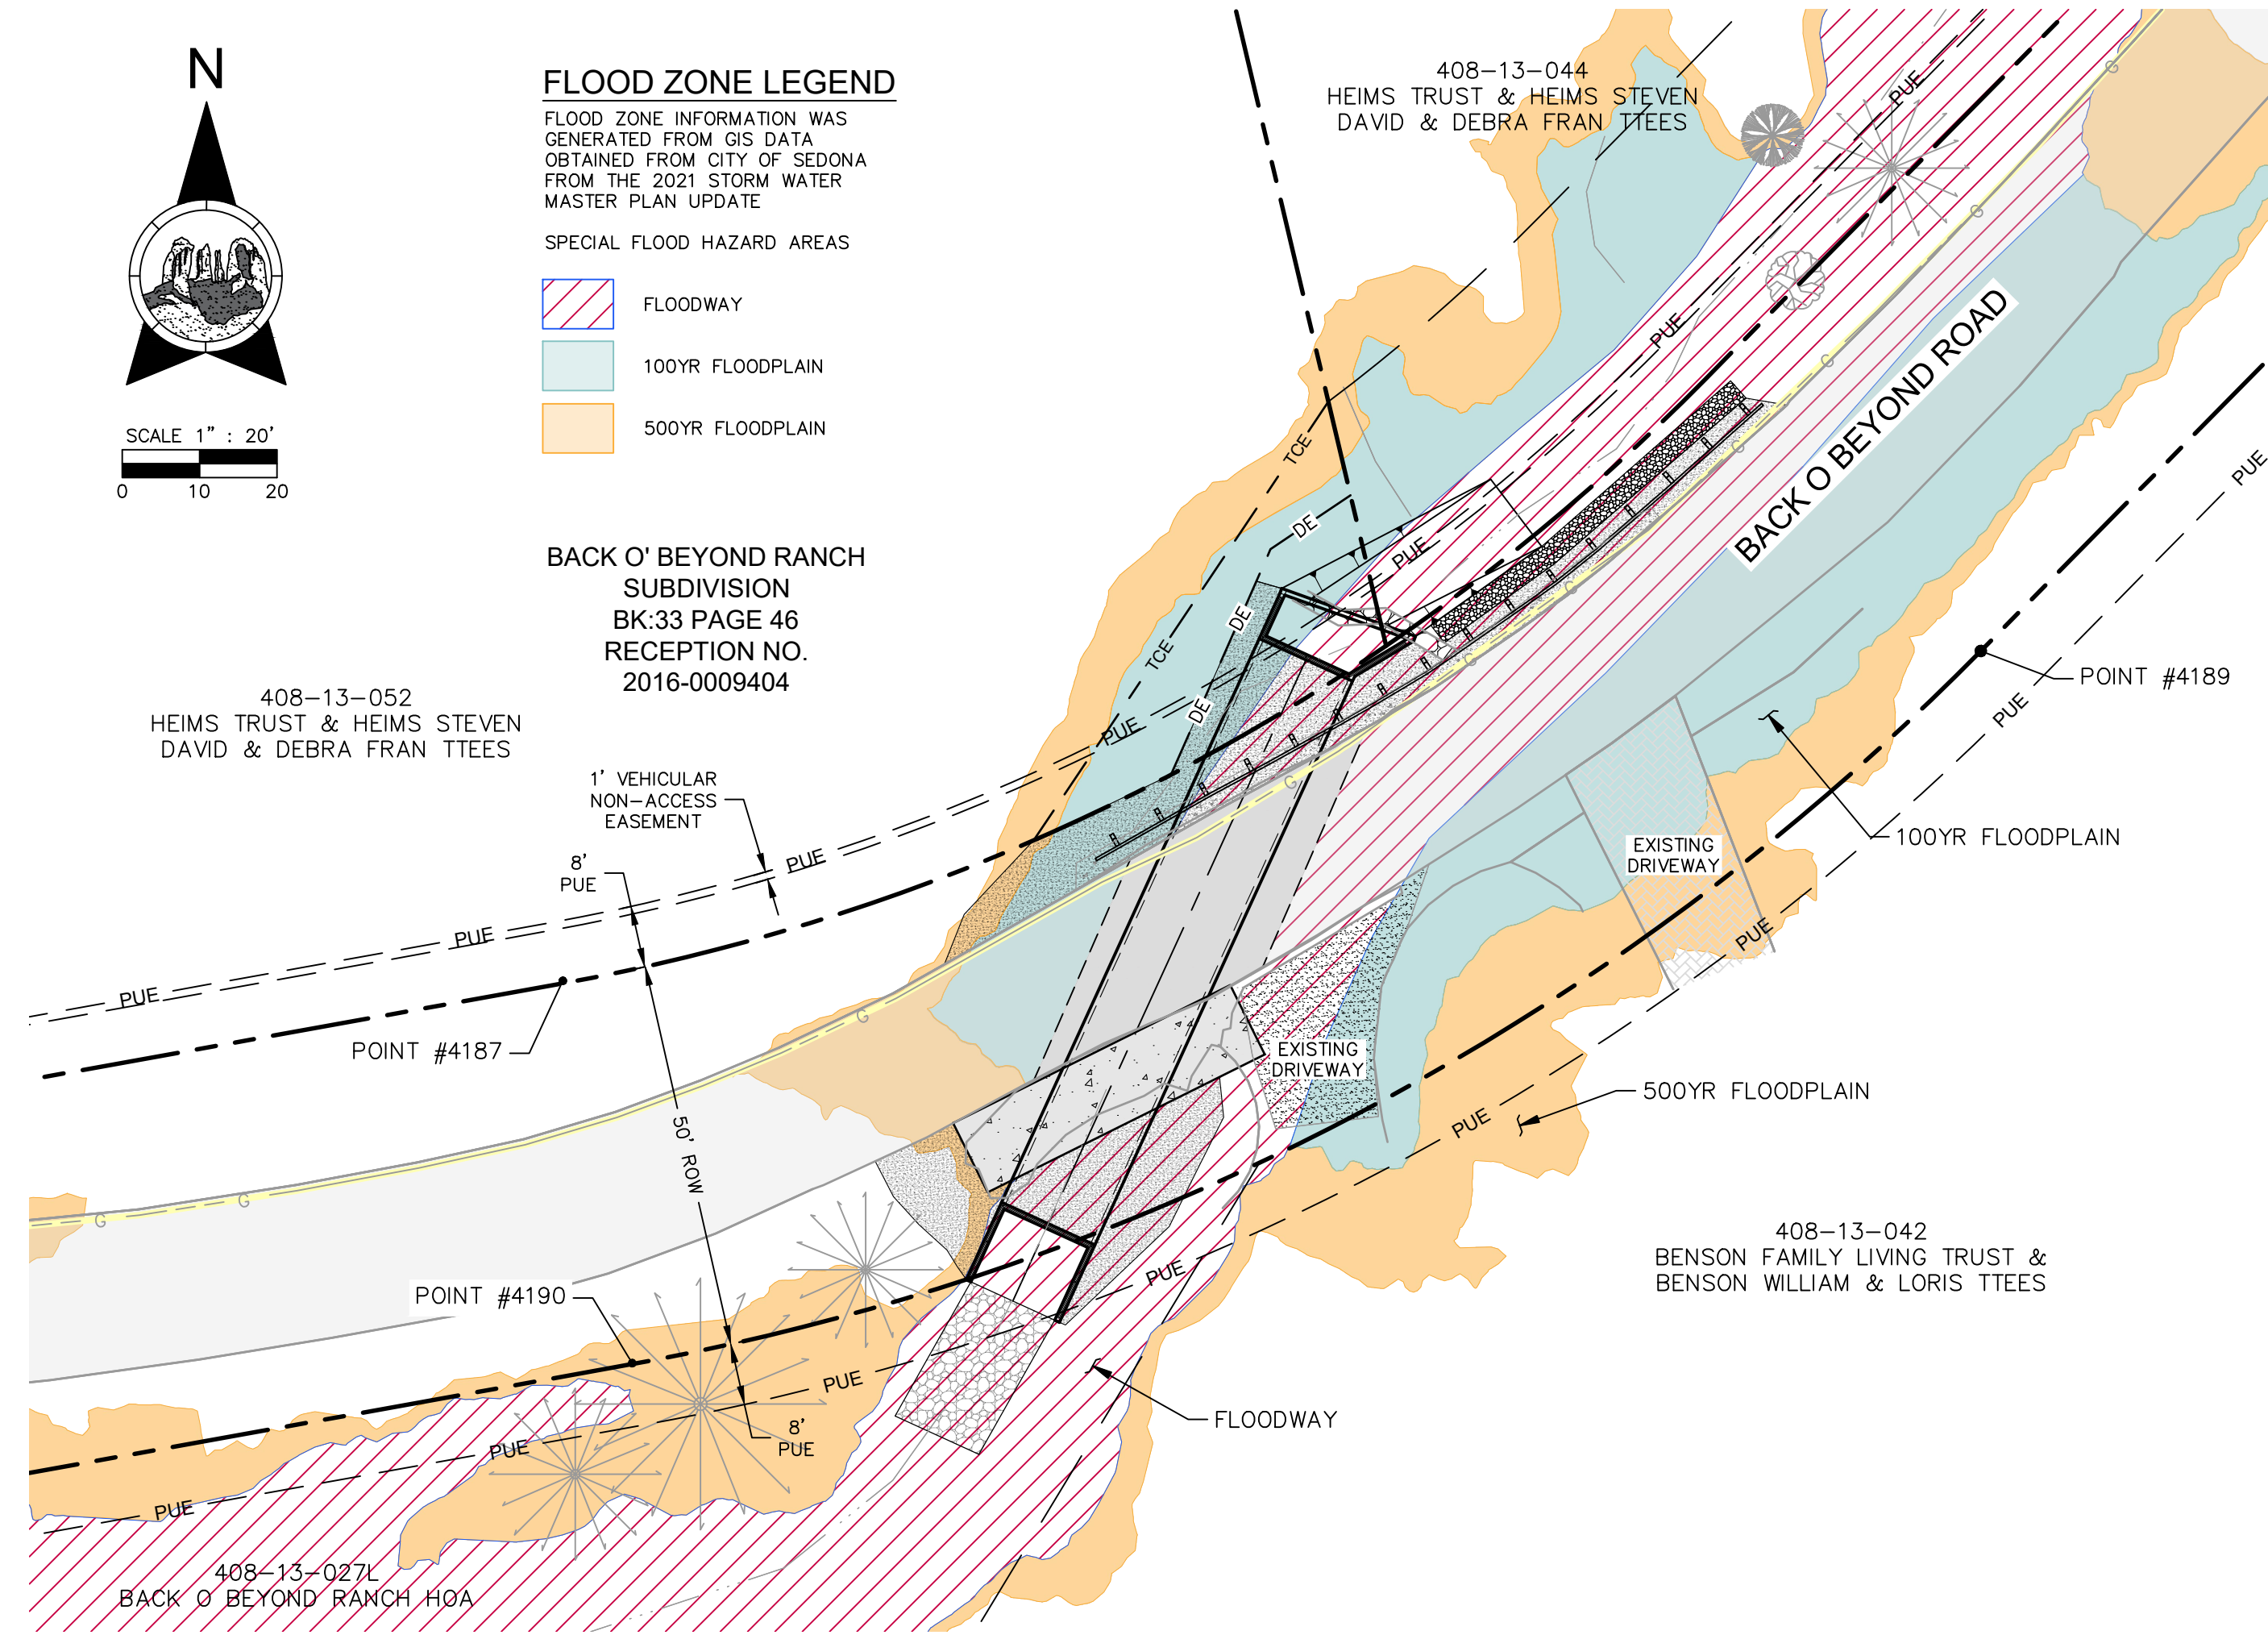 N
FLOOD ZONE LEGEND
FLOOD ZONE INFORMATION WAS
GENERATED FROM GIS DATA
OBTAINED FROM CITY OF SEDONA
FROM THE 2021 STORM WATER
MASTER PLAN UPDATE
SPECIAL FLOOD HAZARD AREAS
FLOODWAY
100YR FLOODPLAIN
500YR FLOODPLAIN
SCALE 1" : 20'
0 10 20
408-13-044
HEIMS TRUST & HEIMS STEVEN
DAVID & DEBRA FRAN TTEES
PUE
G
G
PUE
G
BACK O BEYOND ROAD
G
TCE
DE
PUE
G
PUE
BACK O' BEYOND RANCH
SUBDIVISION
BK:33 PAGE 46
RECEPTION NO.
2016-0009404
DE
TCE
G
DE
PUE
G
408-13-052
HEIMS TRUST & HEIMS STEVEN
DAVID & DEBRA FRAN TTEES
POINT #4189
PUE
1' VEHICULAR
NON-ACCESS
EASEMENT
PUE
8'
PUE
100YR FLOODPLAIN
EXISTING
DRIVEWAY
PUE
PUE
PUE
G
POINT #4187
EXISTING
DRIVEWAY
500YR FLOODPLAIN
PUE
50' ROW
G
G
408-13-042
BENSON FAMILY LIVING TRUST &
BENSON WILLIAM & LORIS TTEES
PUE
POINT #4190
PUE
FLOODWAY
8'
PUE
PUE
PUE
408-13-027L
BACK O BEYOND RANCH HOA